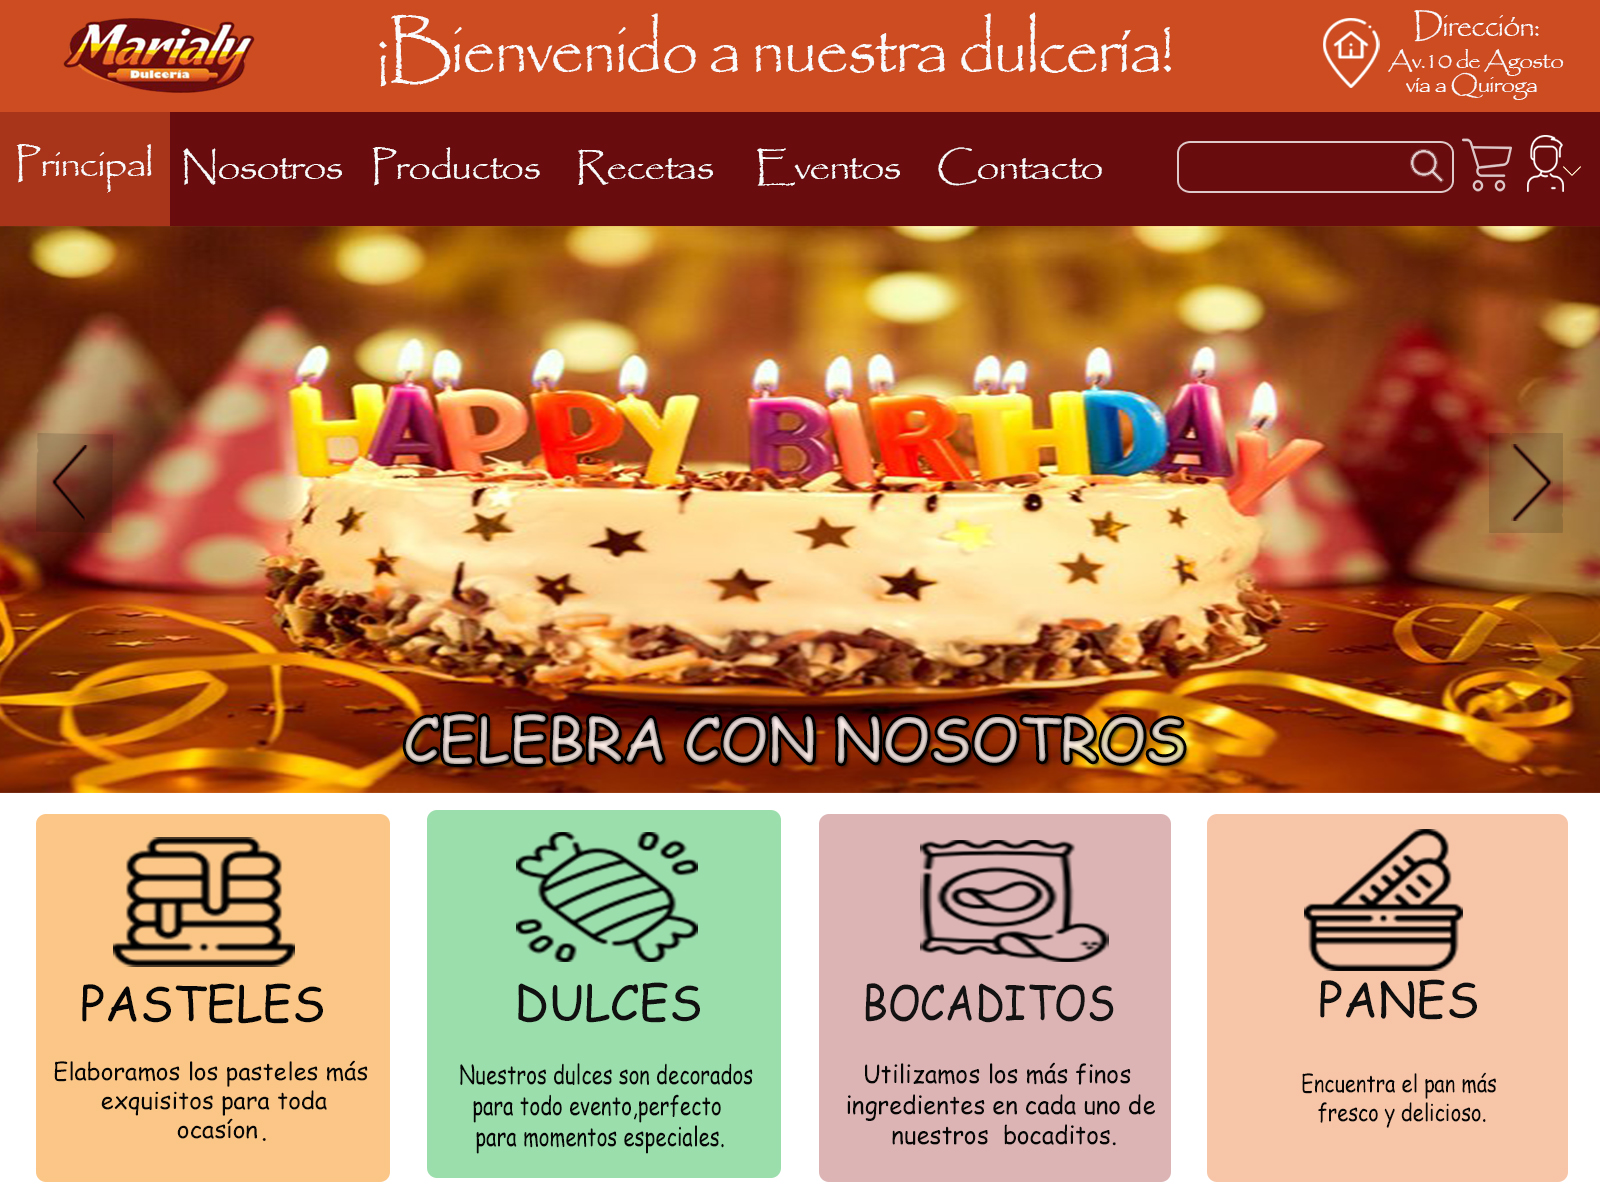 Marialy
Dulcería
¡Bienvenido a nuestra dulcería!
Dirección:
Av.10 de Agosto
vía a Quiroga
Principal
Nosotros
Productos
Recetas
Eventos
Contacto
HAPPY BIRTHDAY
CELEBRA CON NOSOTROS
PASTELES
Elaboramos los pasteles más
exquisitos para toda
ocasíon.
DULCES
Nuestros dulces son decorados
para todo evento,perfecto
para momentos especiales.
BOCADITOS
Utilizamos los más finos
ingredientes en cada uno de
nuestros bocaditos.
PANES
Encuentra el pan más
fresco y delicioso.